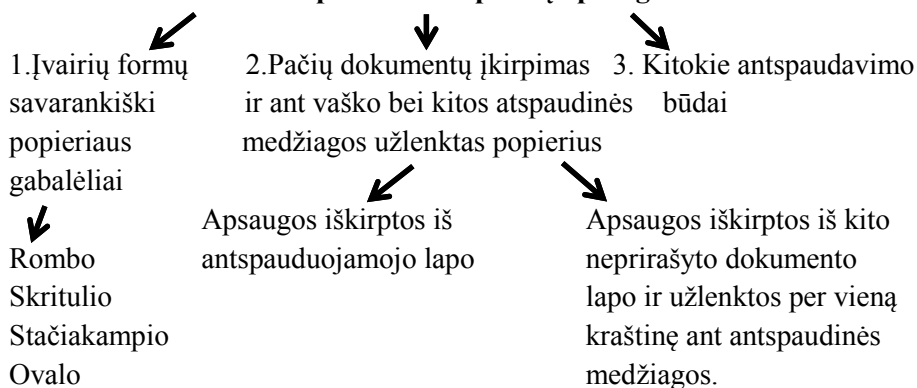 1.Įvairių formų
savarankiški
popieriaus
gabalėliai
2.Pačių dokumentų įkirpimas
ir ant vaško bei kitos atspaudinės
medžiagos užlenktas popierius
3. Kitokie antspaudavimo
būdai
Rombo
Skritulio
Stačiakampio
Ovalo
Apsaugos iškirptos iš
antspauduojamojo lapo
Apsaugos iškirptos iš kito
neprirašyto dokumento
lapo ir užlenktos per vieną
kraštinę ant antspaudinės
medžiagos.